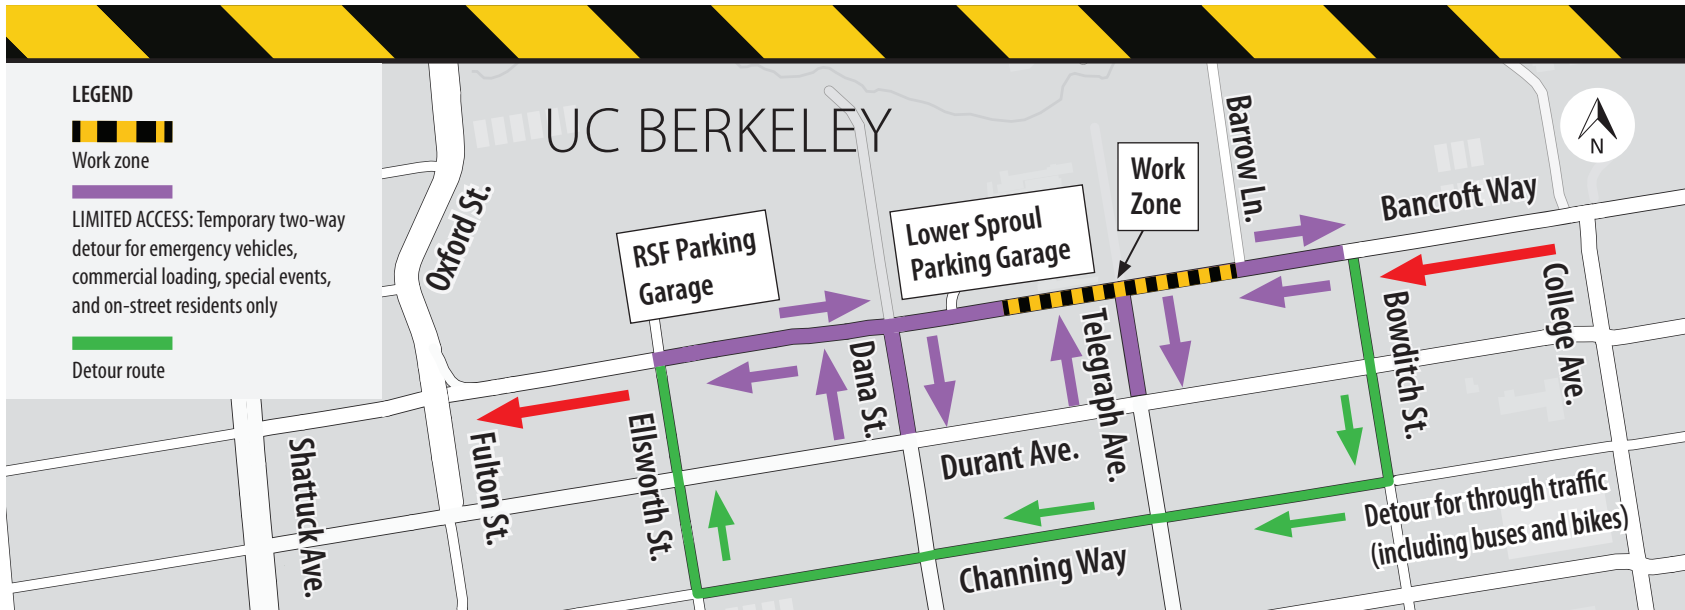 LEGEND
Work zone
LIMITED ACCESS: Temporary two-way
detour for emergency vehicles,
commercial loading, special events,
and on-street residents only
Detour route
UC BERKELEY
Oxford St.
RSF Parking
Garage
Lower Sproul
Parking Garage
Work
Zone
Barrow Ln.
Bancroft Way
N
College Ave.
Bowditch St.
Telegraph Ave.
Dana St.
Ellsworth St.
Fulton St.
Shattuck Ave.
Durant Ave.
Channing Way
Detour for through traffic
(including buses and bikes)